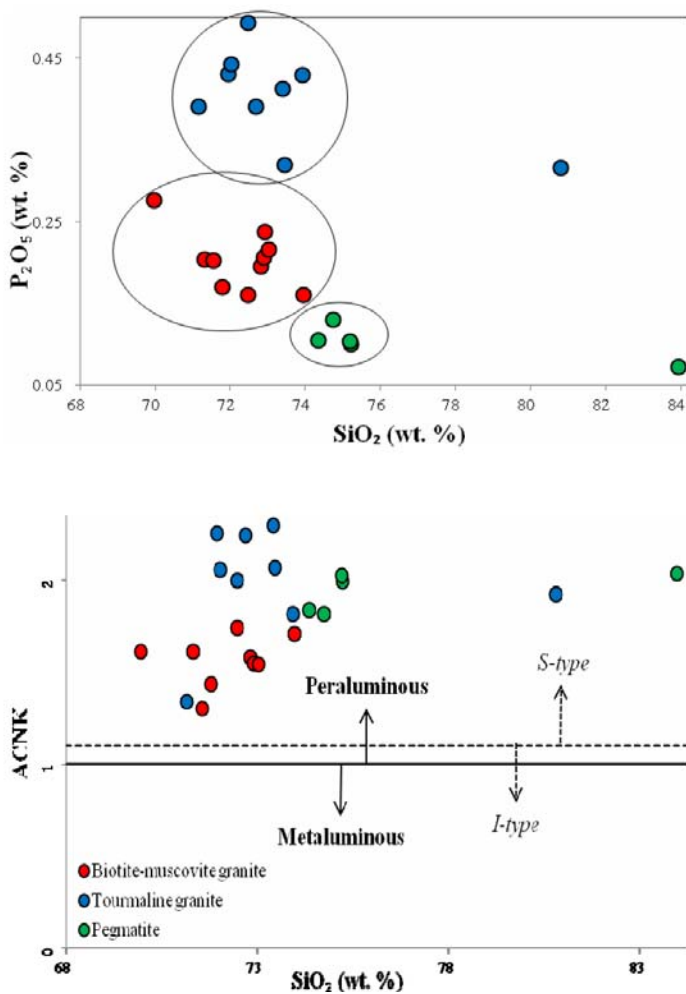 0.45
0.25
0.05
P₂O₅ (wt. %)
68 70 72 74 76 78 80 82 84
SiO₂ (wt. %)
2
1
0
ACNK
S-type
Peraluminous
I-type
Metaluminous
Biotite-muscovite granite
Tourmaline granite
Pegmatite
68 73 78 83
SiO₂ (wt. %)